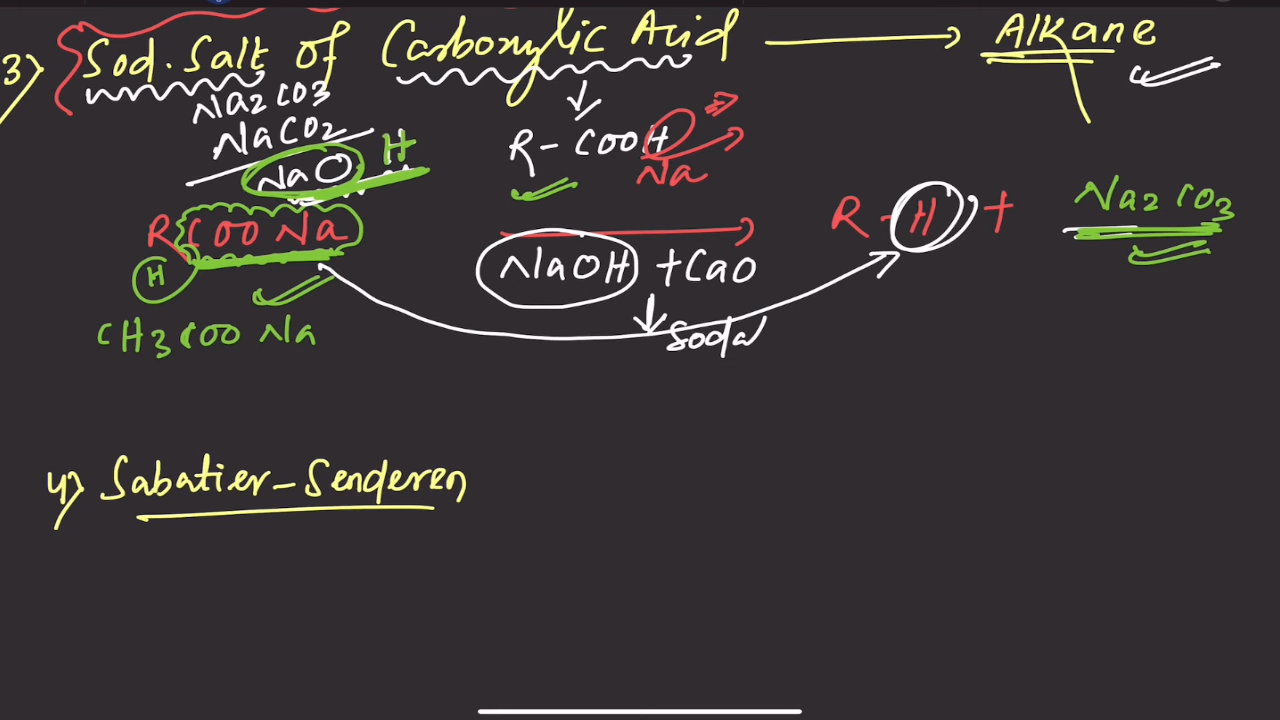 3) Sod. Salt of Carboxylic Acid ⟶ Alkane
Na2CO3
NaCO2
NaO H
R-COOH
Na
RCOONa
H
NaOH + CaO
R-H + Na2CO3
Soda
CH3COONa
4) Sabatier-Senderen